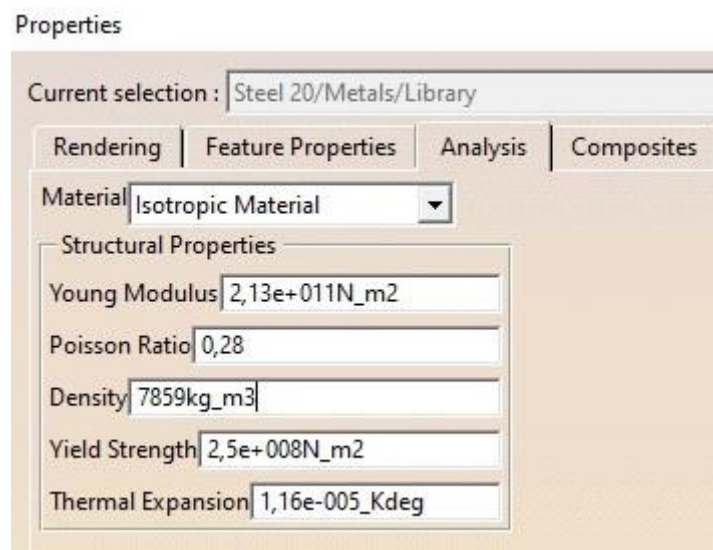 Properties
Current selection : Steel 20/Metals/Library
Rendering Feature Properties Analysis Composites
Material Isotropic Material
Structural Properties
Young Modulus 2,13e+011N_m2
Poisson Ratio 0,28
Density 7859kg_m3
Yield Strength 2,5e+008N_m2
Thermal Expansion 1,16e-005_Kdeg